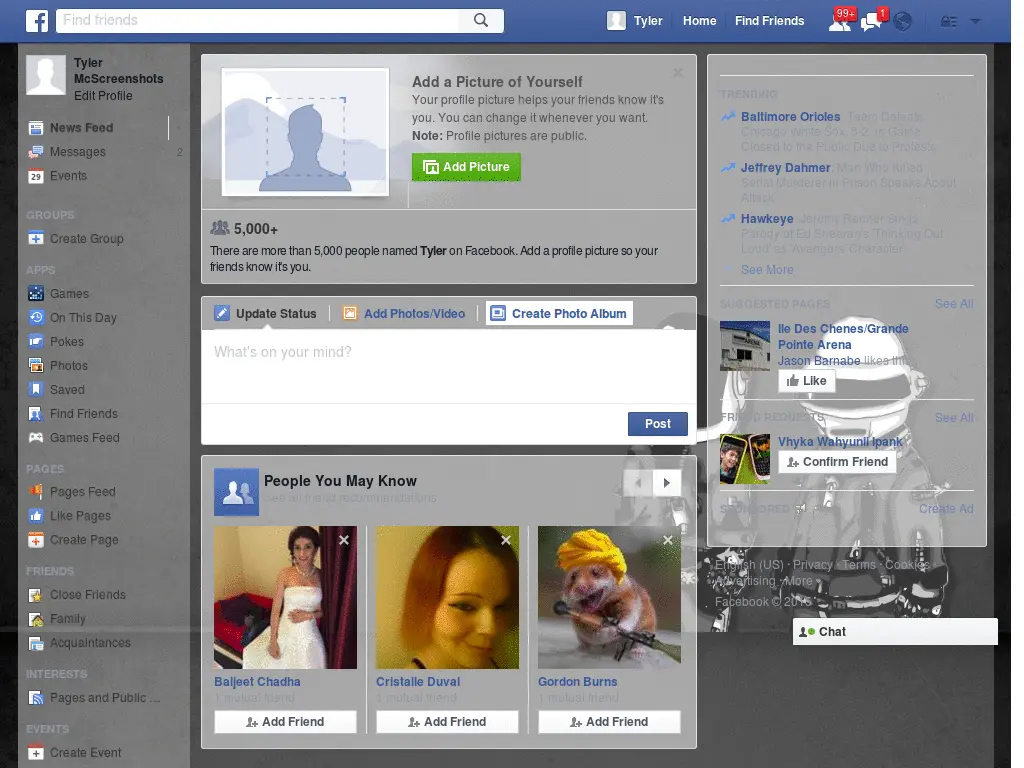 f
Find friends
Tyler
Home
Find Friends
99+
1
Tyler
McScreenshots
Edit Profile
News Feed
Messages
2
29
Events
GROUPS
Create Group
APPS
Games
On This Day
Pokes
Photos
Saved
Find Friends
Games Feed
PAGES
Pages Feed
Like Pages
Create Page
FRIENDS
Close Friends
Family
Acquaintances
INTERESTS
Pages and Public ...
EVENTS
Create Event
Add a Picture of Yourself
Your profile picture helps your friends know it's
you. You can change it whenever you want.
Note: Profile pictures are public.
Add Picture
5,000+
There are more than 5,000 people named Tyler on Facebook. Add a profile picture so your
friends know it's you.
Update Status
Add Photos/Video
Create Photo Album
What's on your mind?
Post
People You May Know
See all friend recommendations
Baljeet Chadha
1 mutual friend
Add Friend
Cristalle Duval
1 mutual friend
Add Friend
Gordon Burns
1 mutual friend
Add Friend
TRENDING
Baltimore Orioles: Team Defeats
Chicago White Sox, 8-2, in Game
Closed to the Public Due to Protests
Jeffrey Dahmer: Man Who Killed
Serial Murderer in Prison Speaks About
Attack
Hawkeye: Jeremy Renner Sings
Parody of Ed Sheeran's 'Thinking Out
Loud' as 'Avengers' Character
See More
SUGGESTED PAGES
See All
Ile Des Chenes/Grande
Pointe Arena
Jason Barnabe likes this
Like
FRIEND REQUESTS
See All
Vhyka Wahyunii Ipank
Confirm Friend
SPONSORED
Create Ad
English (US) · Privacy · Terms · Cookies ·
Advertising · More
Facebook © 2015
Chat